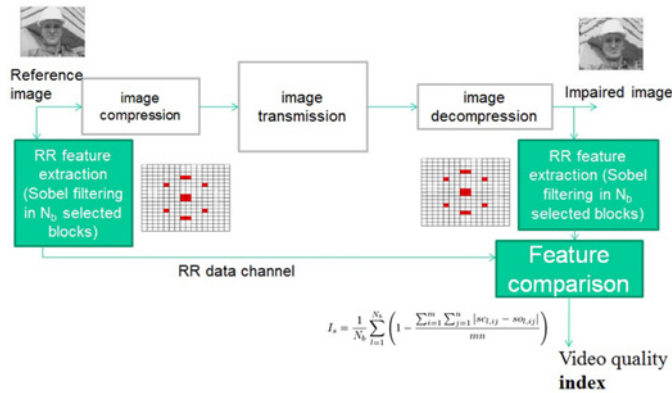 Reference
image
image
compression
image
transmission
image
decompression
Impaired image
RR feature
extraction
(Sobel filtering
in N_b selected
blocks)
RR feature
extraction (Sobel
filtering in N_b
selected blocks)
RR data channel
Feature
comparison
I_s = \frac{1}{N_b} \sum_{l=1}^{N_b} \left( 1 - \frac{\sum_{i=1}^{m} \sum_{j=1}^{n} |sc_{l,ij} - so_{l,ij}|}{mn} \right)
Video quality
index